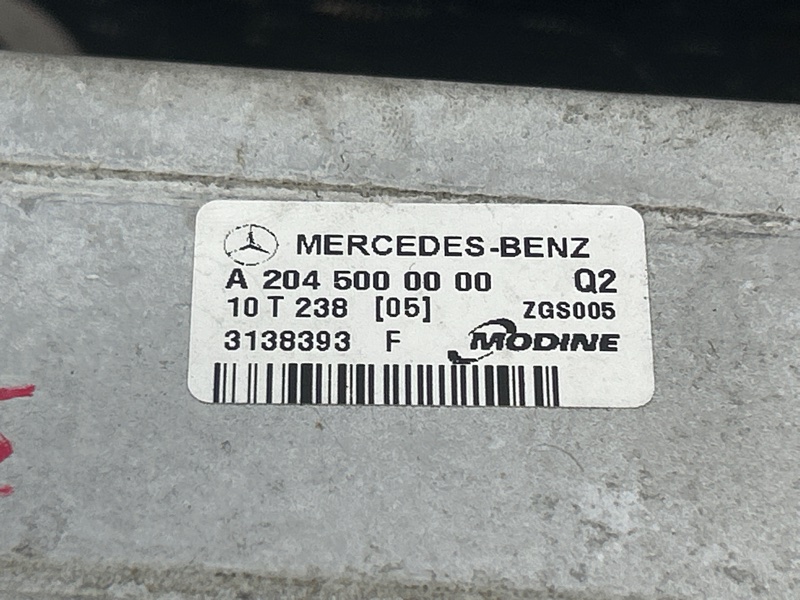 MERCEDES-BENZ
A 204 500 00 00 Q2
10 T 238 [05] ZGS005
3138393 F MODINE